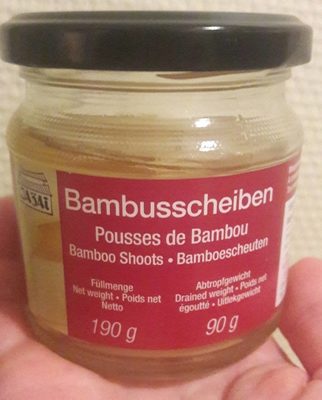 Bambusscheiben
Pousses de Bambou
Bamboo Shoots • Bamboescheuten
Füllmenge
Net weight • Poids net
Netto
190 g
Abtropfgewicht
Drained weight • Poids net
égoutté • Uitlekgewicht
90 g